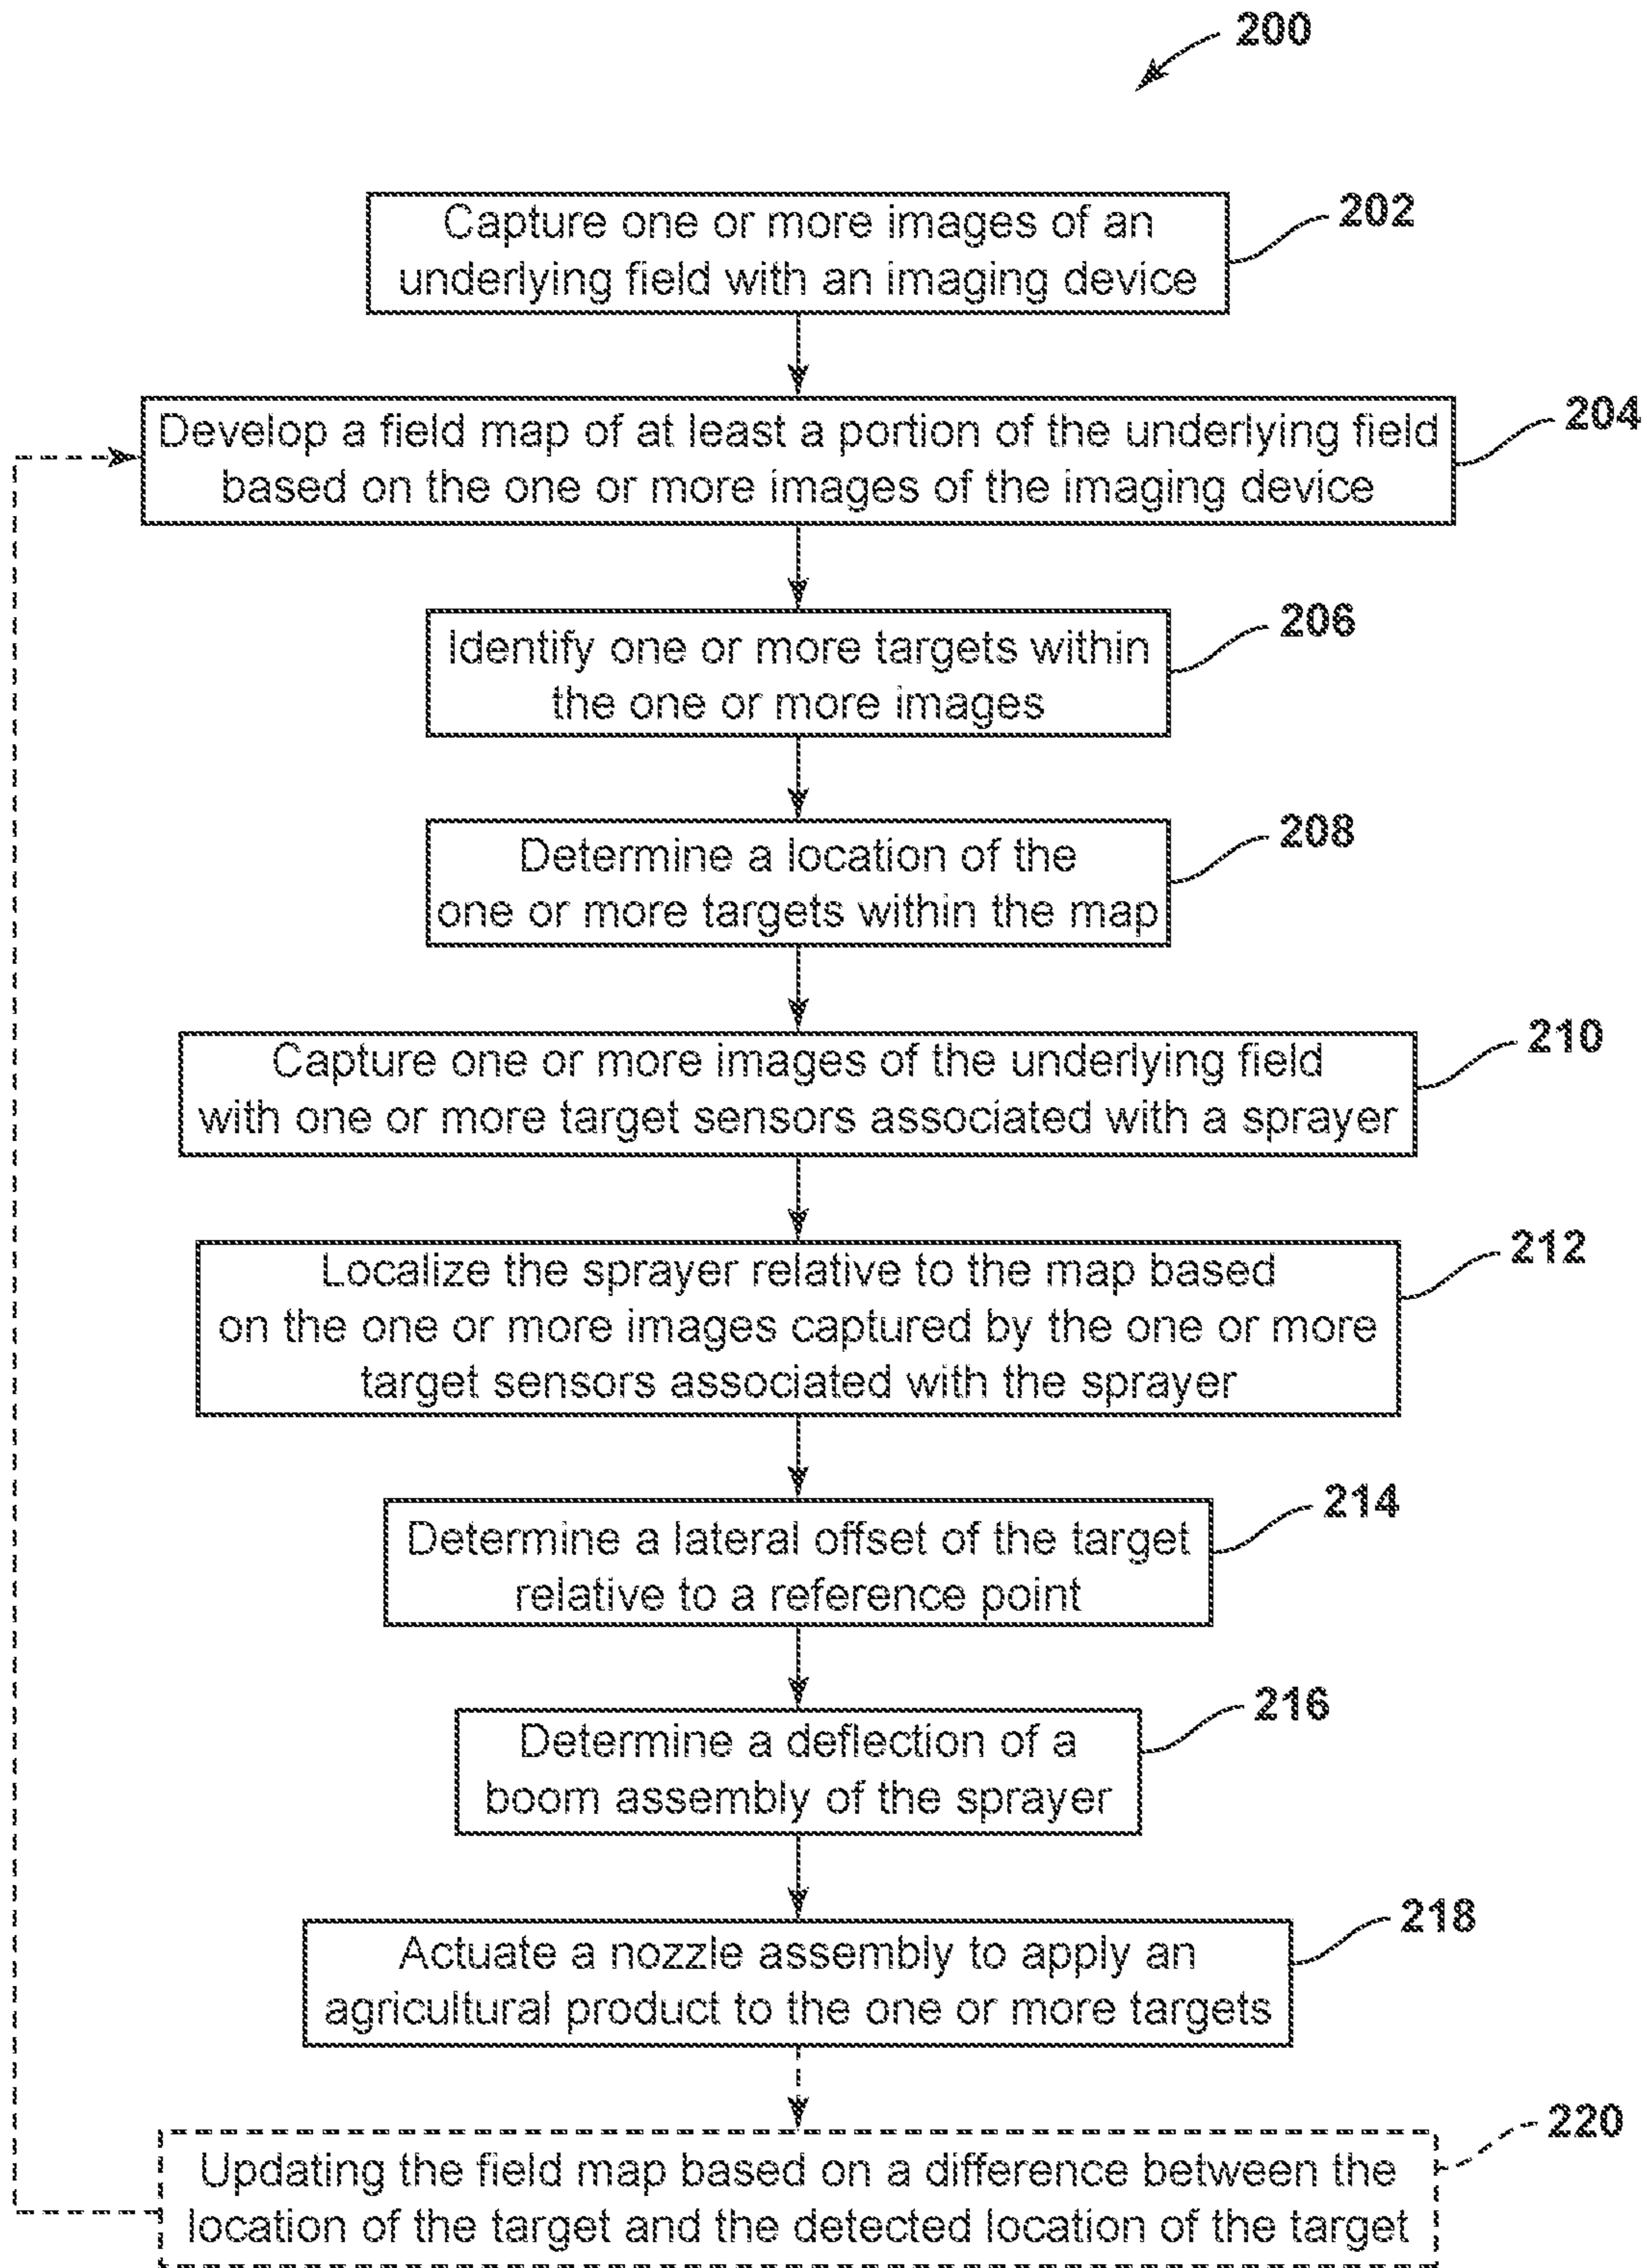 200
Capture one or more images of an
underlying field with an imaging device
202
Develop a field map of at least a portion of the underlying field
based on the one or more images of the imaging device
204
Identify one or more targets within
the one or more images
206
Determine a location of the
one or more targets within the map
208
Capture one or more images of the underlying field
with one or more target sensors associated with a sprayer
210
Localize the sprayer relative to the map based
on the one or more images captured by the one or more
target sensors associated with the sprayer
212
Determine a lateral offset of the target
relative to a reference point
214
Determine a deflection of a
boom assembly of the sprayer
216
Actuate a nozzle assembly to apply an
agricultural product to the one or more targets
218
Updating the field map based on a difference between the
location of the target and the detected location of the target
220